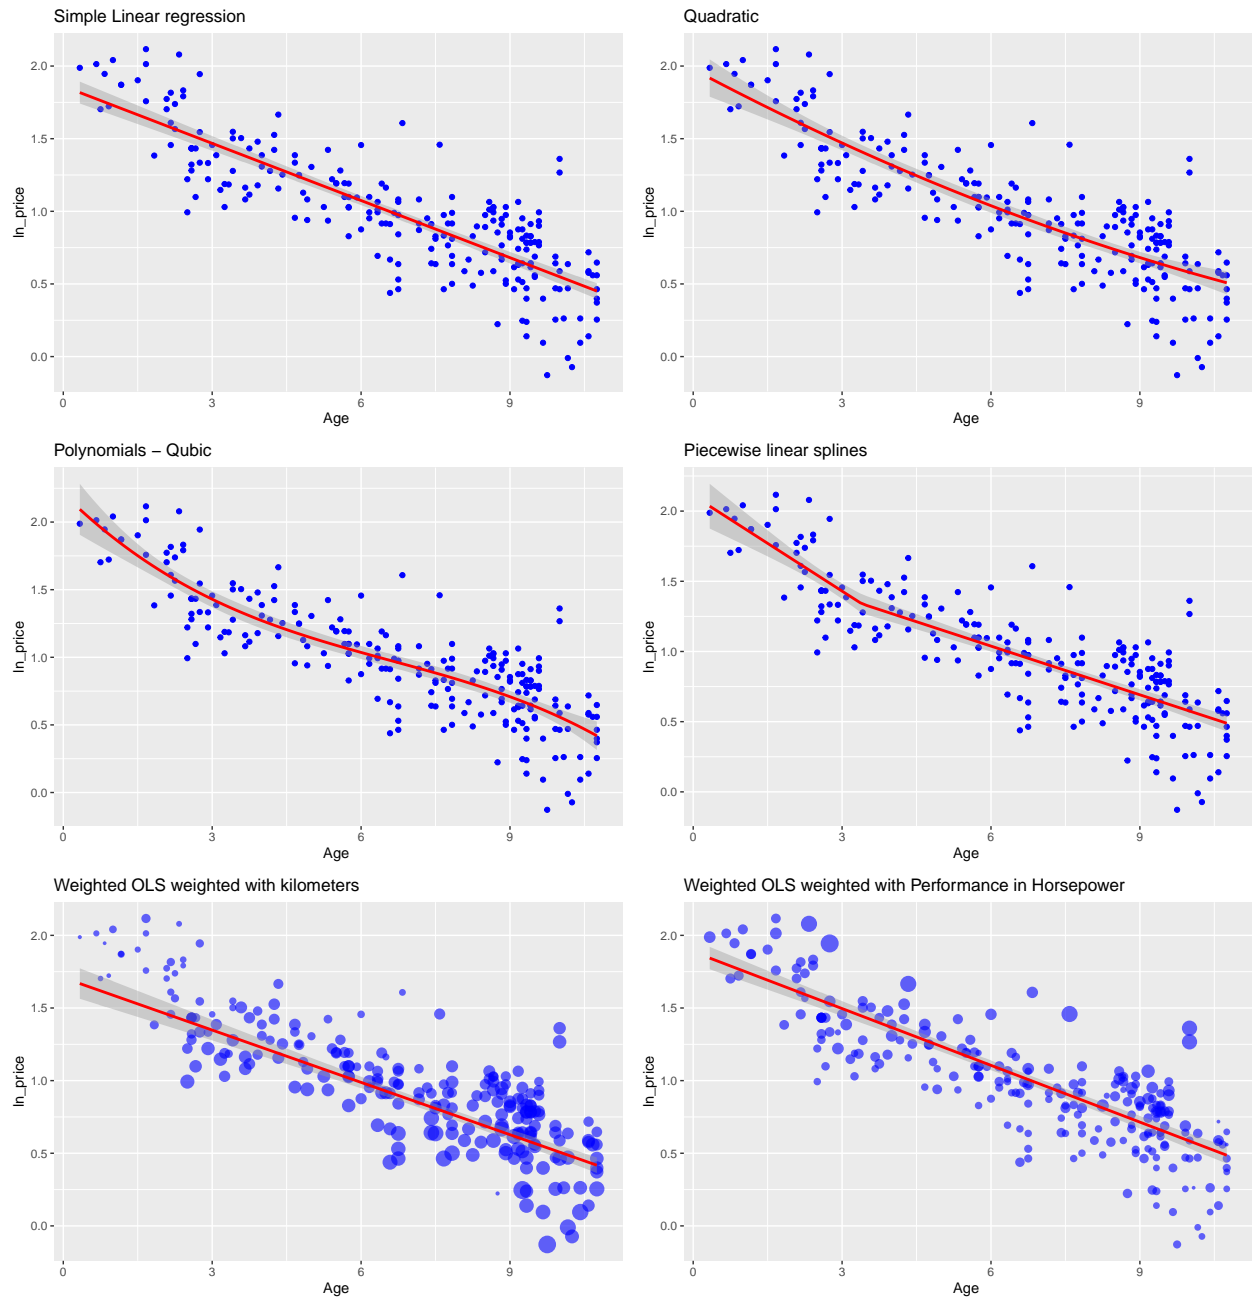 Simple Linear regression
2.0
1.5
1.0
0.5
0.0
ln_price
0 3 6 9
Age
Quadratic
2.0
1.5
1.0
0.5
0.0
ln_price
0 3 6 9
Age
Polynomials − Qubic
2.0
1.5
1.0
0.5
0.0
ln_price
0 3 6 9
Age
Piecewise linear splines
2.0
1.5
1.0
0.5
0.0
ln_price
0 3 6 9
Age
Weighted OLS weighted with kilometers
2.0
1.5
1.0
0.5
0.0
ln_price
0 3 6 9
Age
Weighted OLS weighted with Performance in Horsepower
2.0
1.5
1.0
0.5
0.0
ln_price
0 3 6 9
Age